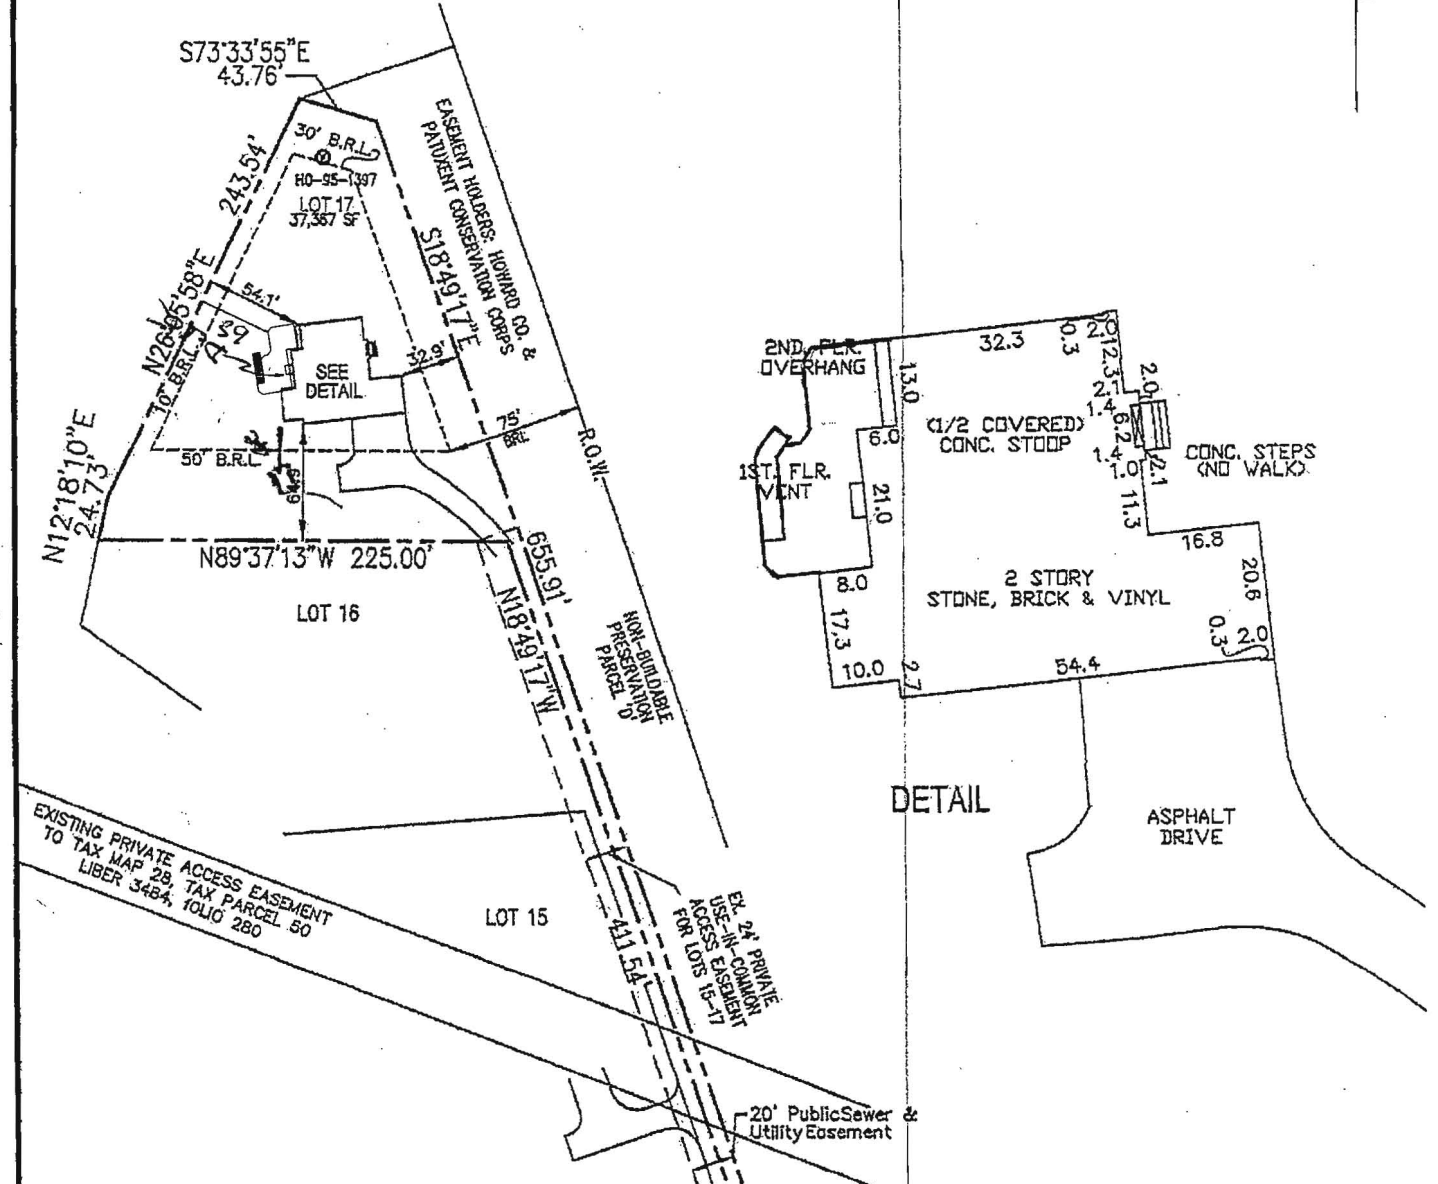 S73°33'55"E
43.76'
30' B.R.L.
HO-95-1397
LOT 17
37,367 SF
243.54'
N26°05'58"E
54.1'
10' B.R.L.
29
SEE
DETAIL
32.9'
S18°49'17"E
EASEMENT HOLDERS: HOWARD CO. &
PATUXENT CONSERVATION CORPS
75'
BRL
R.O.W.
50' B.R.L.
64.9
N12°18'10"E
24.73'
N89°37'13"W 225.00'
LOT 16
655.91'
N18°49'17"W
NON-BUILDABLE
PRESERVATION
PARCEL 'D'
EXISTING PRIVATE ACCESS EASEMENT
TO TAX MAP 28, TAX PARCEL 50
LIBER 3484, FOLIO 280
LOT 15
411.54'
EX. 24' PRIVATE
USE-IN-COMMON
ACCESS EASEMENT
FOR LOTS 15-17
20' PublicSewer &
UtilityEasement
2ND. FLR.
OVERHANG
32.3
0.3
2.0
12.3
13.0
2.1
2.0
1.4
6.2
1.4
1.0
2.1
11.3
(1/2 COVERED)
CONC. STOOP
CONC. STEPS
(NO WALK)
6.0
1ST. FLR.
VENT
21.0
8.0
16.8
20.6
2 STORY
STONE, BRICK & VINYL
17.3
10.0
2.7
54.4
0.3
2.0
DETAIL
ASPHALT
DRIVE